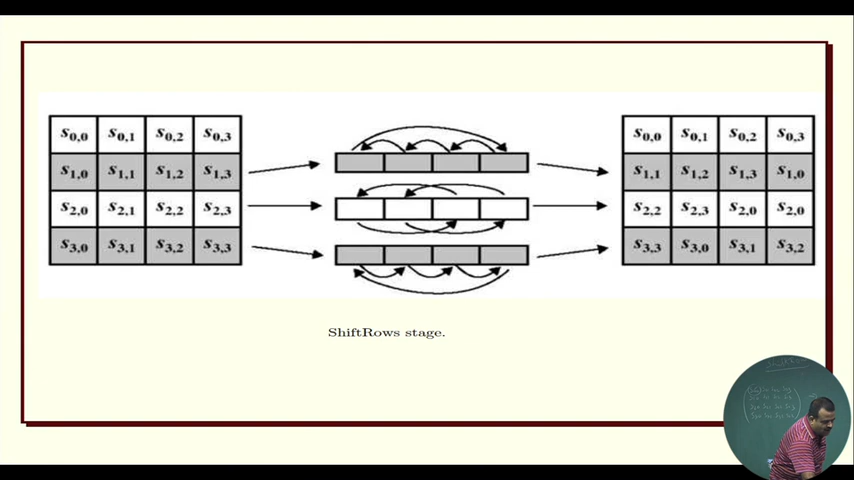 s0,0 s0,1 s0,2 s0,3 s0,0 s0,1 s0,2 s0,3
s1,0 s1,1 s1,2 s1,3 s1,1 s1,2 s1,3 s1,0
s2,0 s2,1 s2,2 s2,3 s2,2 s2,3 s2,0 s2,0
s3,0 s3,1 s3,2 s3,3 s3,3 s3,0 s3,1 s3,2
ShiftRows stage.